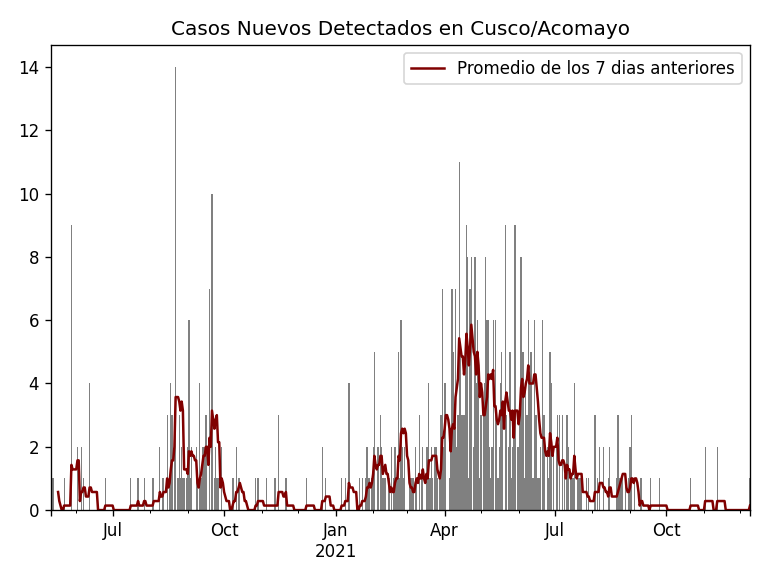 Casos Nuevos Detectados en Cusco/Acomayo
Promedio de los 7 dias anteriores
14
12
10
8
6
4
2
0
Jul
Oct
Jan
2021
Apr
Jul
Oct